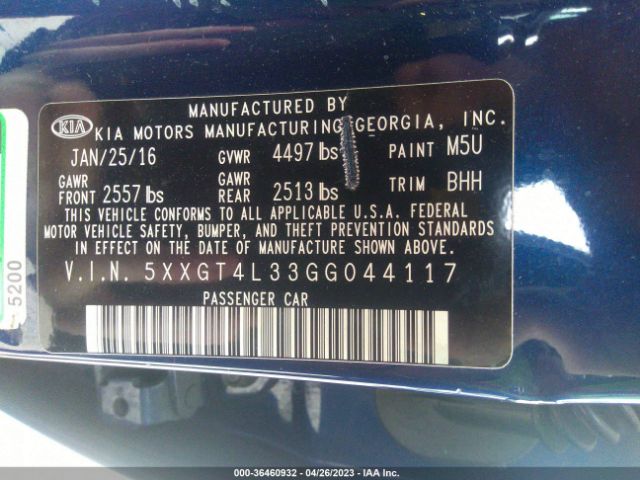 MANUFACTURED BY
KIA KIA MOTORS MANUFACTURING GEORGIA, INC.
JAN/25/16 GVWR 4497 lbs PAINT M5U
GAWR FRONT 2557 lbs GAWR REAR 2513 lbs TRIM BHH
THIS VEHICLE CONFORMS TO ALL APPLICABLE U.S.A. FEDERAL
MOTOR VEHICLE SAFETY, BUMPER, AND THEFT PREVENTION STANDARDS
IN EFFECT ON THE DATE OF MANUFACTURE SHOWN ABOVE.
V.I.N. 5XXGT4L33GG044117
PASSENGER CAR
5200
000-36460932 - 04/26/2023 - IAA Inc.